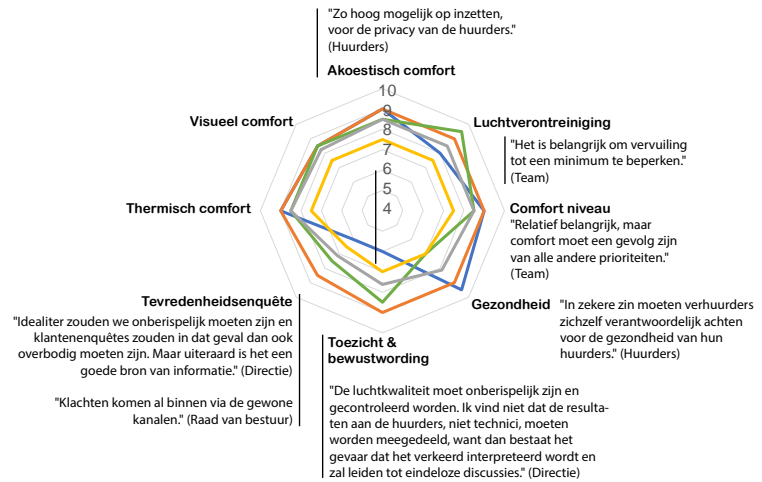 "Zo hoog mogelijk op inzetten,
voor de privacy van de huurders."
(Huurders)
Akoestisch comfort
10
9
8
7
6
5
4
Visueel comfort
Luchtverontreiniging
"Het is belangrijk om vervuiling
tot een minimum te beperken."
(Team)
Thermisch comfort
Comfort niveau
"Relatief belangrijk, maar
comfort moet een gevolg zijn
van alle andere prioriteiten."
(Team)
Tevredenheidsenquête
"Idealiter zouden we onberispelijk moeten zijn en
klantenenquêtes zouden in dat geval dan ook
overbodig moeten zijn. Maar uiteraard is het een
goede bron van informatie." (Directie)
"Klachten komen al binnen via de gewone
kanalen." (Raad van bestuur)
Gezondheid
"In zekere zin moeten verhuurders
zichzelf verantwoordelijk achten
voor de gezondheid van hun
huurders." (Huurders)
Toezicht &
bewustwording
"De luchtkwaliteit moet onberispelijk zijn en
gecontroleerd worden. Ik vind niet dat de resulta-
ten aan de huurders, niet technici, moeten
worden meegedeeld, want dan bestaat het
gevaar dat het verkeerd interpreteerd wordt en
zal leiden tot eindeloze discussies." (Directie)